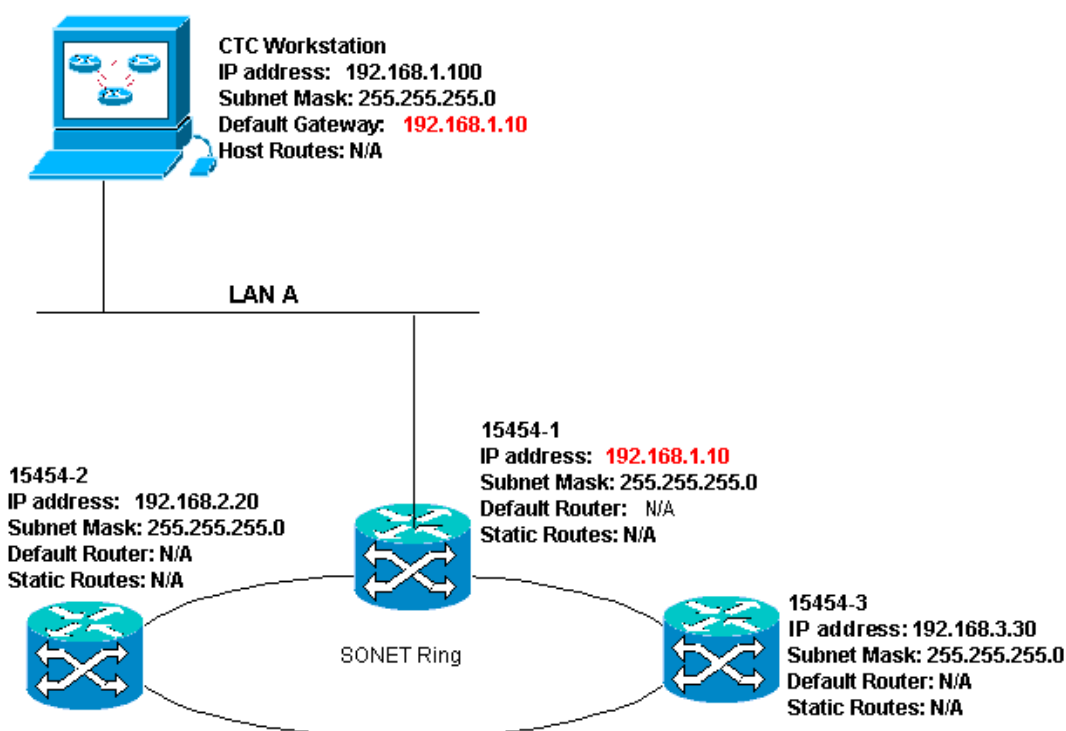 CTC Workstation
IP address: 192.168.1.100
Subnet Mask: 255.255.255.0
Default Gateway: 192.168.1.10
Host Routes: N/A
LAN A
15454-1
IP address: 192.168.1.10
Subnet Mask: 255.255.255.0
Default Router: N/A
Static Routes: N/A
15454-2
IP address: 192.168.2.20
Subnet Mask: 255.255.255.0
Default Router: N/A
Static Routes: N/A
SONET Ring
15454-3
IP address: 192.168.3.30
Subnet Mask: 255.255.255.0
Default Router: N/A
Static Routes: N/A